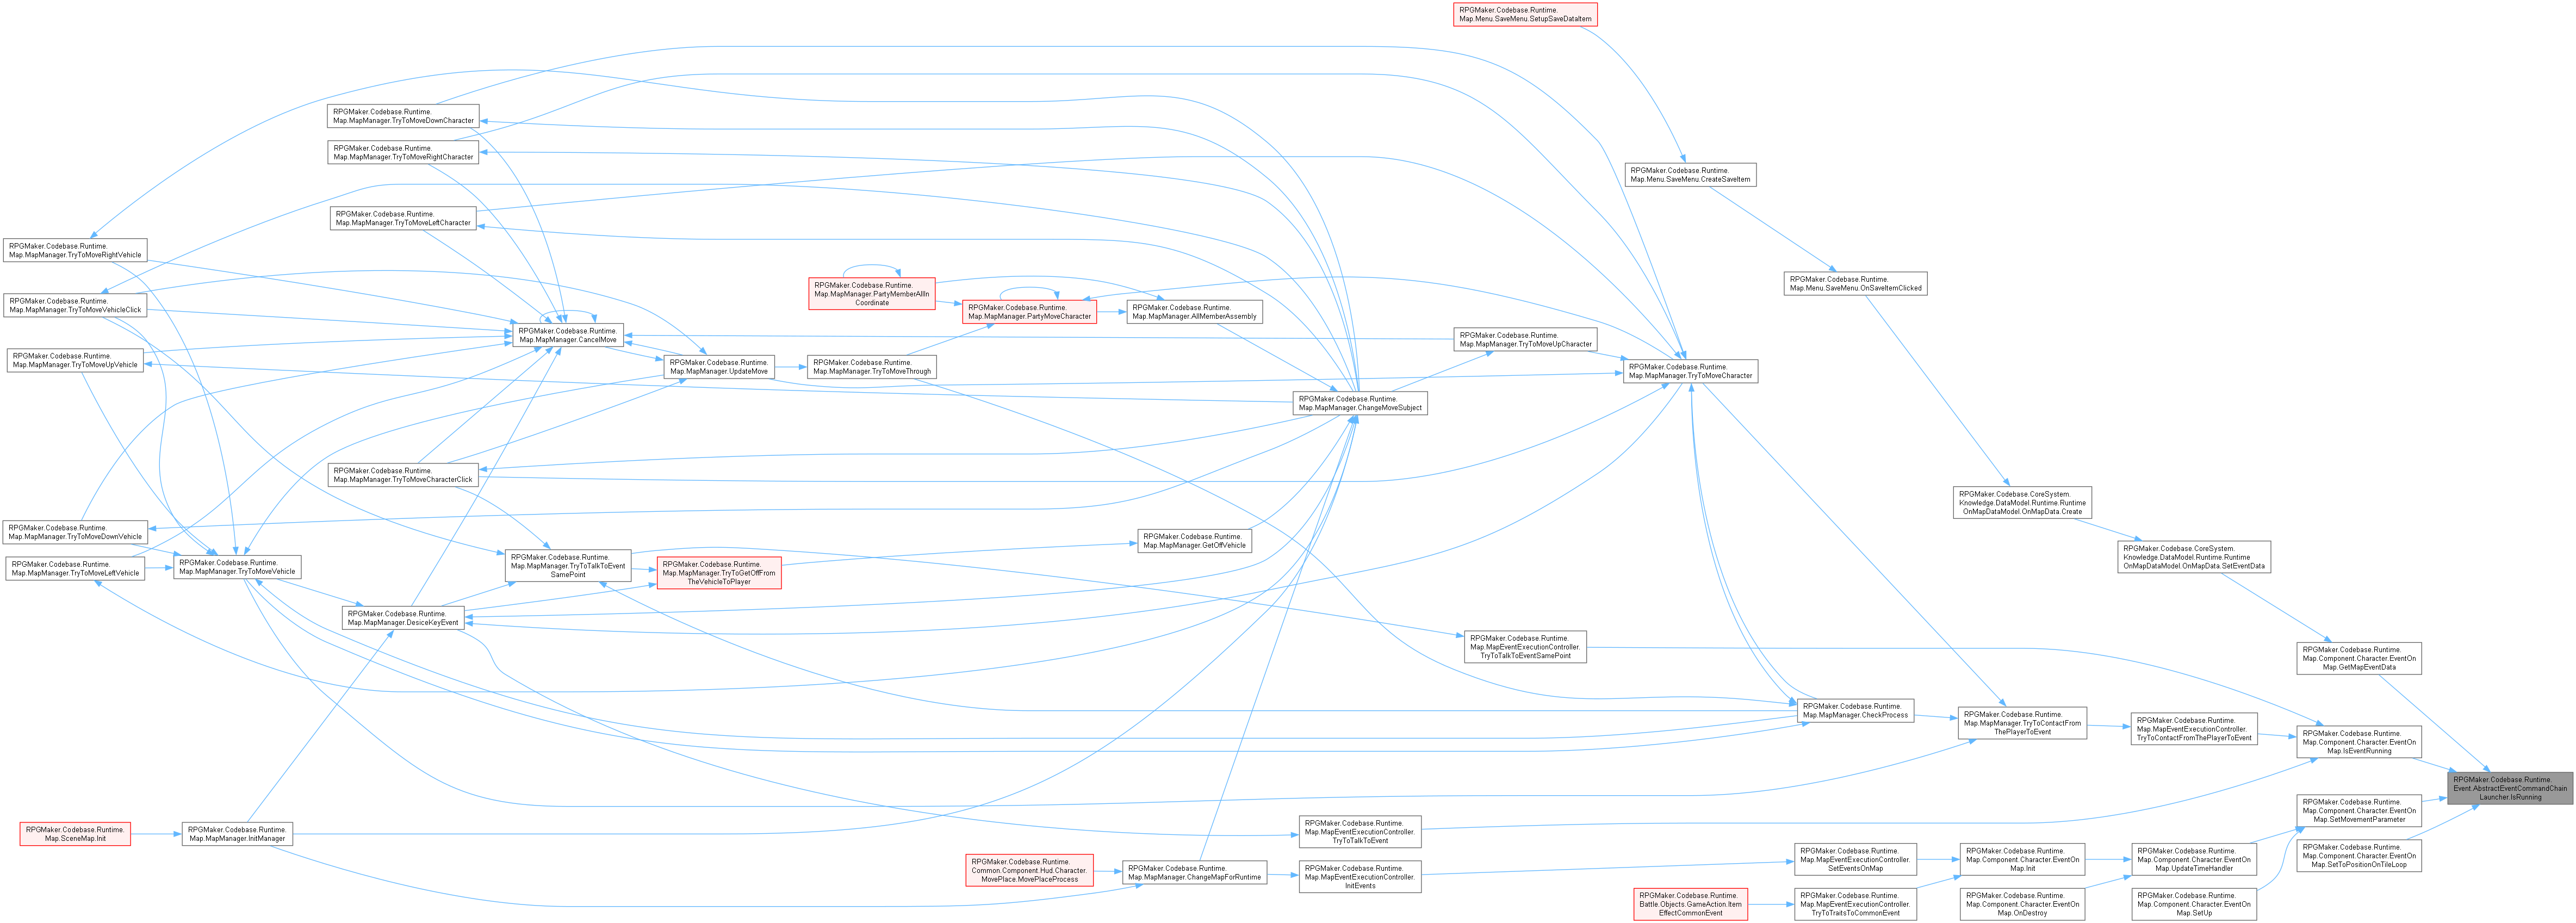 RPGMaker.Codebase.Runtime.
Map.Menu.SaveMenu.SetupSaveDataItem
RPGMaker.Codebase.Runtime.
Map.MapManager.TryToMoveDownCharacter
RPGMaker.Codebase.Runtime.
Map.MapManager.TryToMoveRightCharacter
RPGMaker.Codebase.Runtime.
Map.Menu.SaveMenu.CreateSaveItem
RPGMaker.Codebase.Runtime.
Map.MapManager.TryToMoveLeftCharacter
RPGMaker.Codebase.Runtime.
Map.MapManager.TryToMoveRightVehicle
RPGMaker.Codebase.Runtime.
Map.MapManager.PartyMemberAllIn
Coordinate
RPGMaker.Codebase.Runtime.
Map.Menu.SaveMenu.OnSaveItemClicked
RPGMaker.Codebase.Runtime.
Map.MapManager.TryToMoveVehicleClick
RPGMaker.Codebase.Runtime.
Map.MapManager.PartyMoveCharacter
RPGMaker.Codebase.Runtime.
Map.MapManager.AllMemberAssembly
RPGMaker.Codebase.Runtime.
Map.MapManager.CancelMove
RPGMaker.Codebase.Runtime.
Map.MapManager.TryToMoveUpCharacter
RPGMaker.Codebase.Runtime.
Map.MapManager.TryToMoveUpVehicle
RPGMaker.Codebase.Runtime.
Map.MapManager.UpdateMove
RPGMaker.Codebase.Runtime.
Map.MapManager.TryToMoveThrough
RPGMaker.Codebase.Runtime.
Map.MapManager.TryToMoveCharacter
RPGMaker.Codebase.Runtime.
Map.MapManager.ChangeMoveSubject
RPGMaker.Codebase.Runtime.
Map.MapManager.TryToMoveCharacterClick
RPGMaker.Codebase.CoreSystem.
Knowledge.DataModel.Runtime.Runtime
OnMapDataModel.OnMapData.Create
RPGMaker.Codebase.Runtime.
Map.MapManager.TryToMoveDownVehicle
RPGMaker.Codebase.Runtime.
Map.MapManager.GetOffVehicle
RPGMaker.Codebase.CoreSystem.
Knowledge.DataModel.Runtime.Runtime
OnMapDataModel.OnMapData.SetEventData
RPGMaker.Codebase.Runtime.
Map.MapManager.TryToMoveLeftVehicle
RPGMaker.Codebase.Runtime.
Map.MapManager.TryToMoveVehicle
RPGMaker.Codebase.Runtime.
Map.MapManager.TryToTalkToEvent
SamePoint
RPGMaker.Codebase.Runtime.
Map.MapManager.TryToGetOffFrom
TheVehicleToPlayer
RPGMaker.Codebase.Runtime.
Map.MapManager.DesiceKeyEvent
RPGMaker.Codebase.Runtime.
Map.MapEventExecutionController.
TryToTalkToEventSamePoint
RPGMaker.Codebase.Runtime.
Map.Component.Character.EventOn
Map.GetMapEventData
RPGMaker.Codebase.Runtime.
Map.MapManager.CheckProcess
RPGMaker.Codebase.Runtime.
Map.MapManager.TryToContactFrom
ThePlayerToEvent
RPGMaker.Codebase.Runtime.
Map.MapEventExecutionController.
TryToContactFromThePlayerToEvent
RPGMaker.Codebase.Runtime.
Map.Component.Character.EventOn
Map.IsEventRunning
RPGMaker.Codebase.Runtime.
Event.AbstractEventCommandChain
Launcher.IsRunning
RPGMaker.Codebase.Runtime.
Map.SceneMap.Init
RPGMaker.Codebase.Runtime.
Map.MapManager.InitManager
RPGMaker.Codebase.Runtime.
Map.MapEventExecutionController.
TryToTalkToEvent
RPGMaker.Codebase.Runtime.
Map.Component.Character.EventOn
Map.SetMovementParameter
RPGMaker.Codebase.Runtime.
Common.Component.Hud.Character.
MovePlace.MovePlaceProcess
RPGMaker.Codebase.Runtime.
Map.MapManager.ChangeMapForRuntime
RPGMaker.Codebase.Runtime.
Map.MapEventExecutionController.
InitEvents
RPGMaker.Codebase.Runtime.
Map.MapEventExecutionController.
SetEventsOnMap
RPGMaker.Codebase.Runtime.
Map.Component.Character.EventOn
Map.Init
RPGMaker.Codebase.Runtime.
Map.Component.Character.EventOn
Map.UpdateTimeHandler
RPGMaker.Codebase.Runtime.
Map.Component.Character.EventOn
Map.SetToPositionOnTileLoop
RPGMaker.Codebase.Runtime.
Battle.Objects.GameAction.Item
EffectCommonEvent
RPGMaker.Codebase.Runtime.
Map.MapEventExecutionController.
TryToTraitsToCommonEvent
RPGMaker.Codebase.Runtime.
Map.Component.Character.EventOn
Map.OnDestroy
RPGMaker.Codebase.Runtime.
Map.Component.Character.EventOn
Map.SetUp